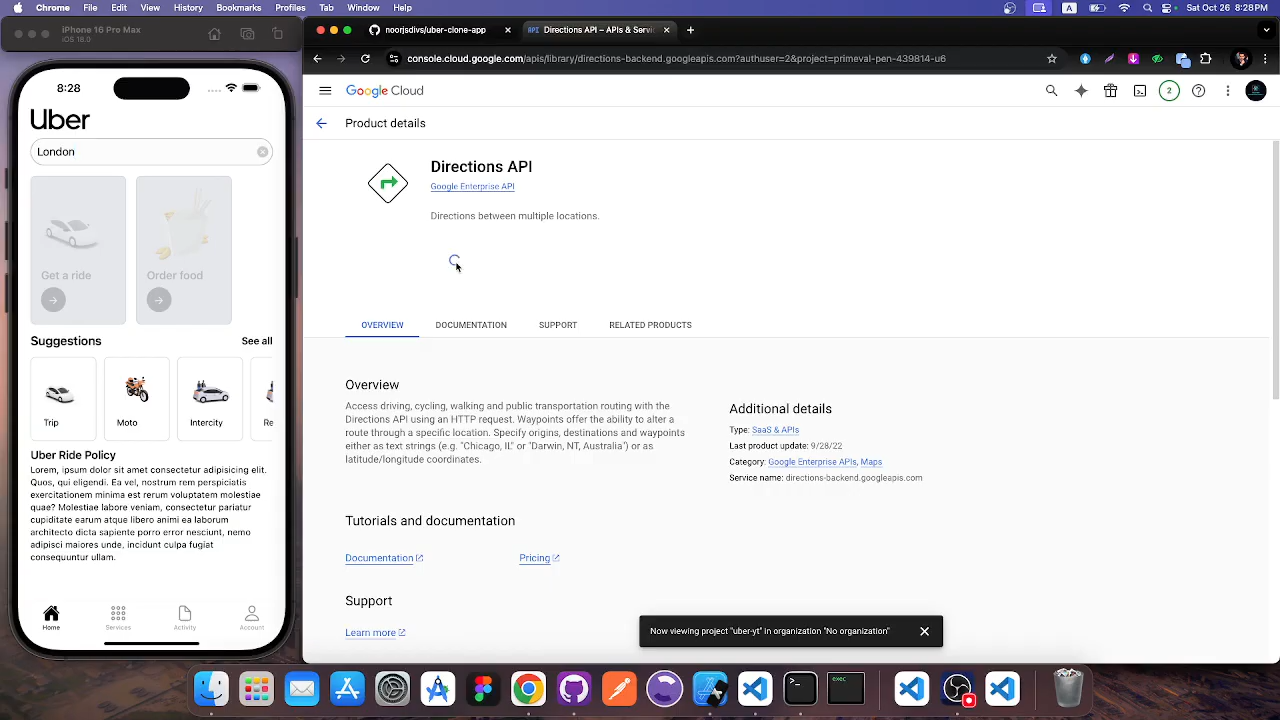 Chrome File Edit View History Bookmarks Profiles Tab Window Help
A
Sat Oct 26 8:28 PM
iPhone 16 Pro Max
iOS 18.0
noorjsdivs/uber-clone-app
API Directions API – APIs & Servic
console.cloud.google.com/apis/library/directions-backend.googleapis.com?authuser=2&project=primeval-pen-439814-u6
Google Cloud
2
Product details
Directions API
Google Enterprise API
Directions between multiple locations.
OVERVIEW DOCUMENTATION SUPPORT RELATED PRODUCTS
Overview
Access driving, cycling, walking and public transportation routing with the
Directions API using an HTTP request. Waypoints offer the ability to alter a
route through a specific location. Specify origins, destinations and waypoints
either as text strings (e.g. "Chicago, IL" or "Darwin, NT, Australia") or as
latitude/longitude coordinates.
Additional details
Type: SaaS & APIs
Last product update: 9/28/22
Category: Google Enterprise APIs, Maps
Service name: directions-backend.googleapis.com
Tutorials and documentation
Documentation
Pricing
Support
Learn more
Now viewing project "uber-yt" in organization "No organization"
8:28
Uber
London
Get a ride
Order food
Suggestions
See all
Trip
Moto
Intercity
Re
Uber Ride Policy
Lorem, ipsum dolor sit amet consectetur adipisicing elit.
Quos, qui eligendi. Ea vel, nostrum rem perspiciatis
exercitationem minima est rerum voluptatem molestiae
quae? Molestiae labore veniam, consectetur pariatur
cupiditate earum atque libero animi ea laborum
architecto dicta sapiente porro error nesciunt, nemo
adipisci maiores unde, incidunt culpa fugiat
consequuntur ullam.
Home
Services
Activity
Account
exec